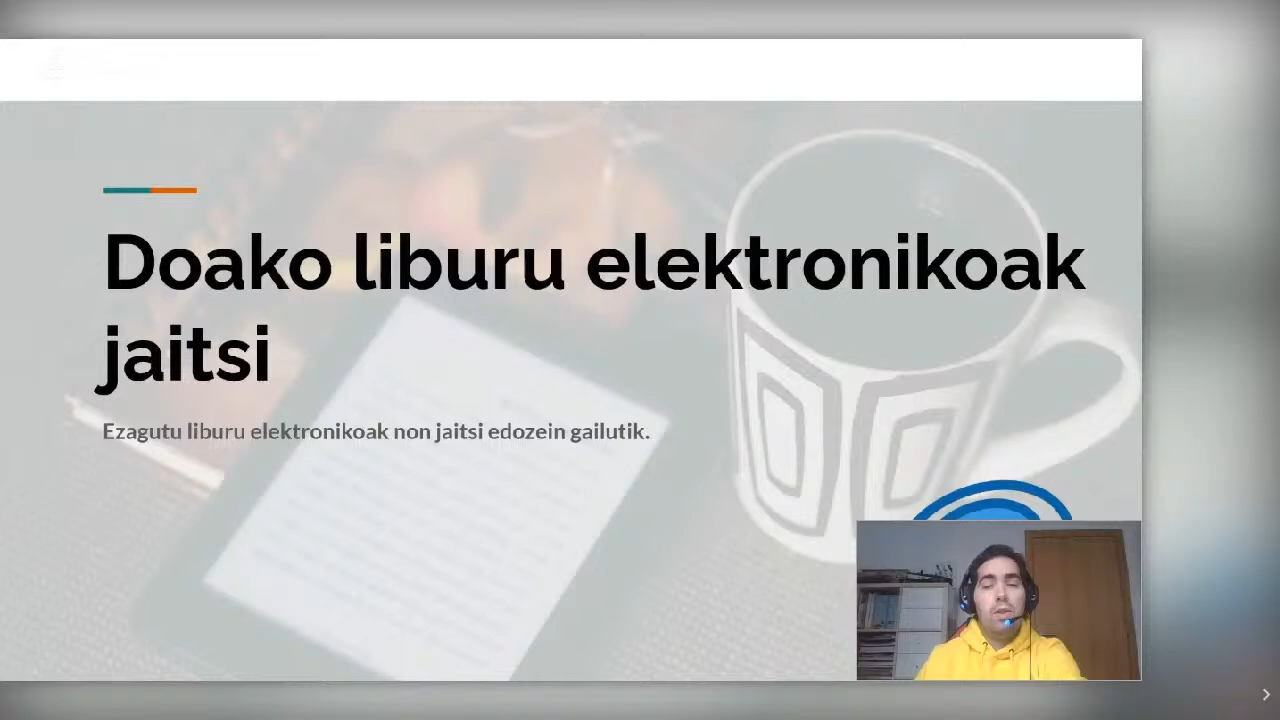 Doako liburu elektronikoak
jaitsi
Ezagutu liburu elektronikoak non jaitsi edozein gailutik.